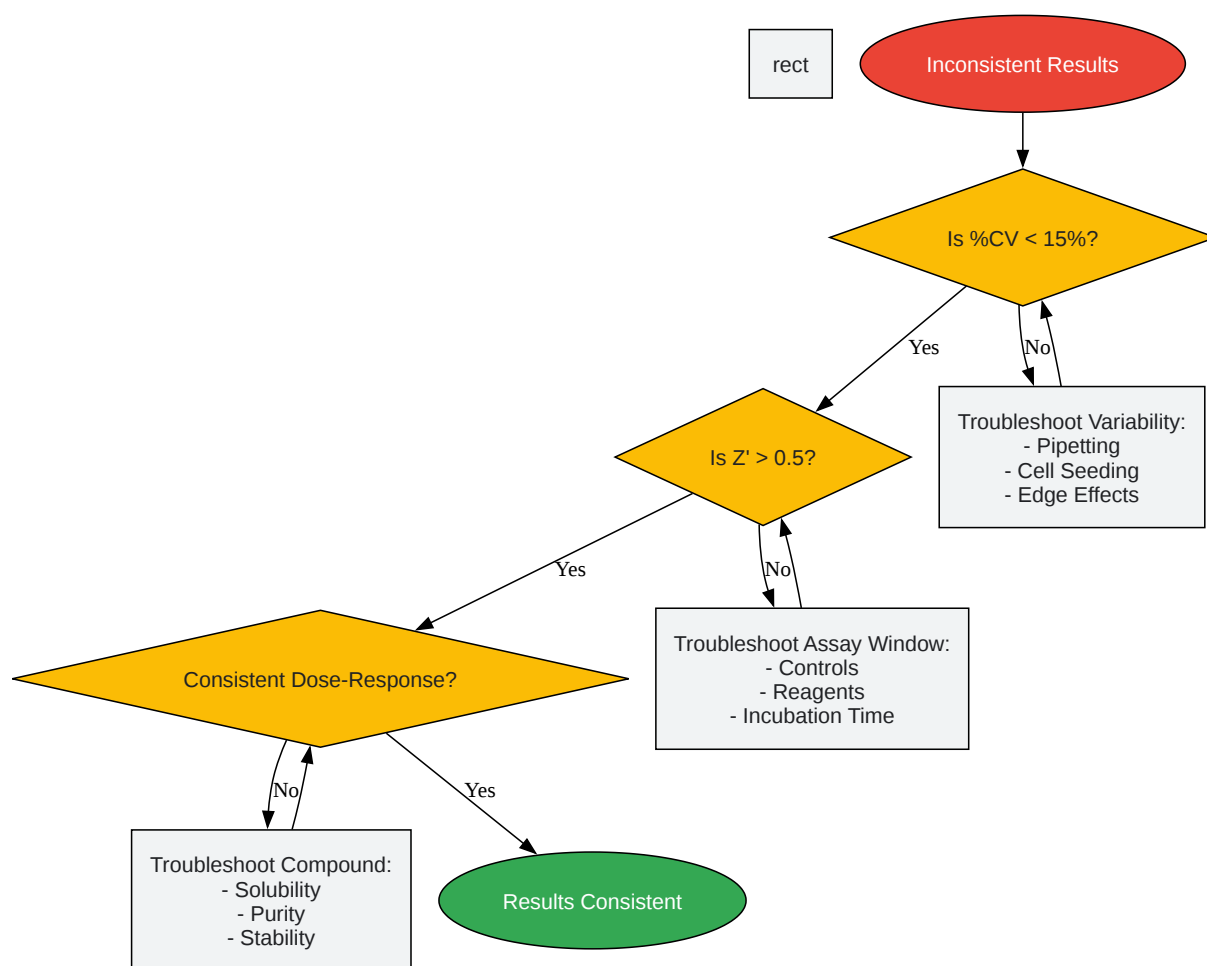 rect
Inconsistent Results
Is %CV < 15%?
Yes
No
Troubleshoot Variability:
- Pipetting
- Cell Seeding
- Edge Effects
Is Z' > 0.5?
Yes
No
Troubleshoot Assay Window:
- Controls
- Reagents
- Incubation Time
Consistent Dose-Response?
No
Yes
Troubleshoot Compound:
- Solubility
- Purity
- Stability
Results Consistent